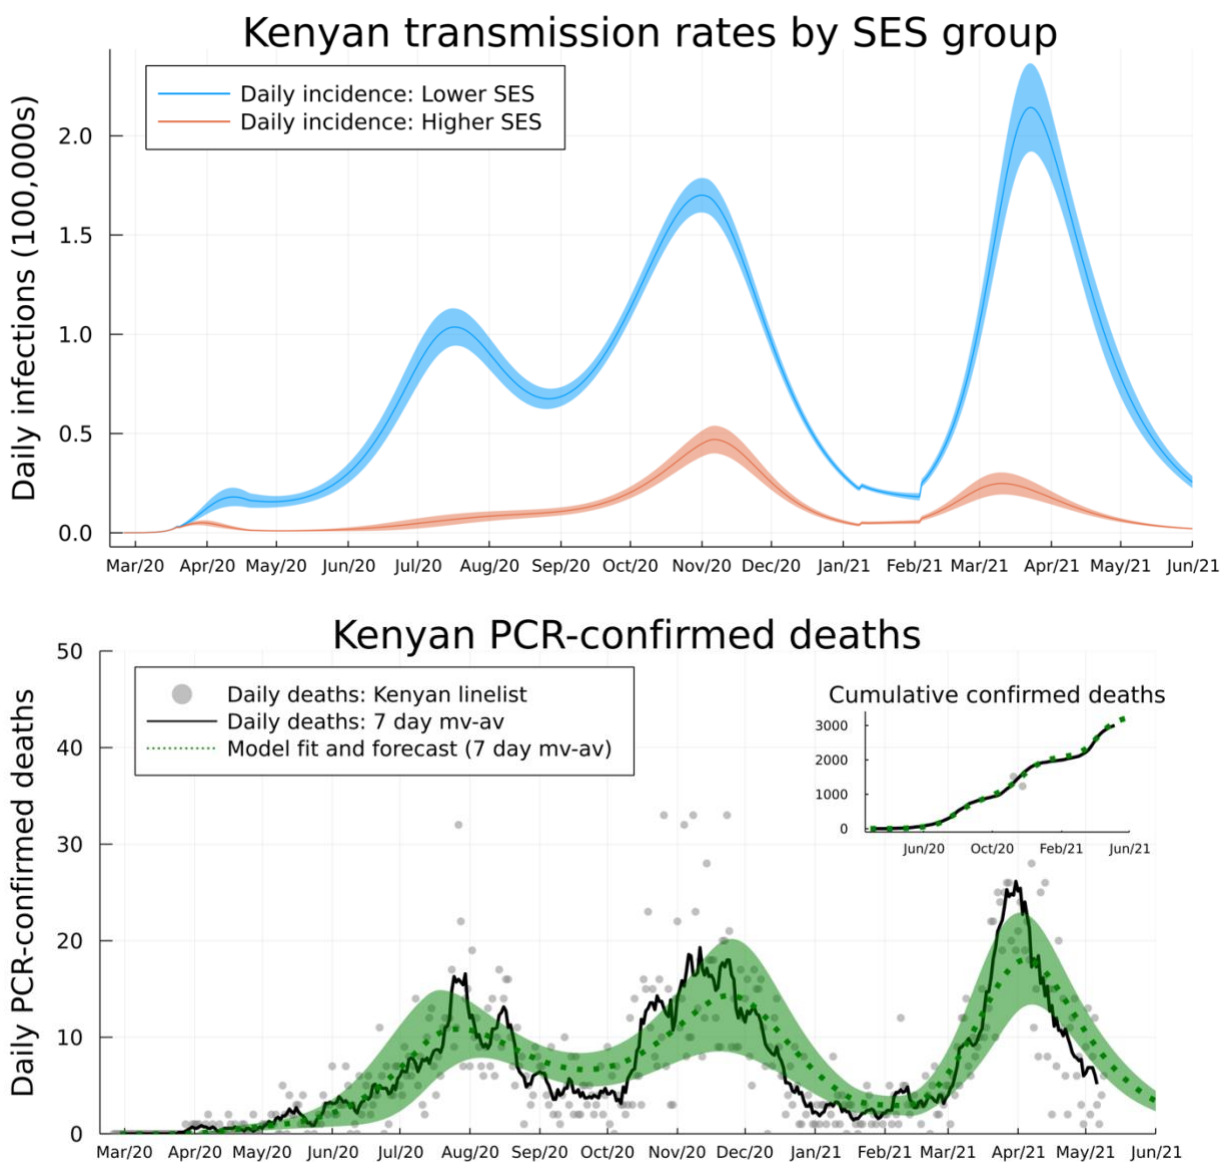 Kenyan transmission rates by SES group
Daily incidence: Lower SES
Daily incidence: Higher SES
Daily infections (100,000s)
2.0
1.5
1.0
0.5
0.0
Mar/20 Apr/20 May/20 Jun/20 Jul/20 Aug/20 Sep/20 Oct/20 Nov/20 Dec/20 Jan/21 Feb/21 Mar/21 Apr/21 May/21 Jun/21
Kenyan PCR-confirmed deaths
Daily deaths: Kenyan linelist
Daily deaths: 7 day mv-av
Model fit and forecast (7 day mv-av)
Daily PCR-confirmed deaths
50
40
30
20
10
0
Cumulative confirmed deaths
3000
2000
1000
0
Jun/20 Oct/20 Feb/21 Jun/21
Mar/20 Apr/20 May/20 Jun/20 Jul/20 Aug/20 Sep/20 Oct/20 Nov/20 Dec/20 Jan/21 Feb/21 Mar/21 Apr/21 May/21 Jun/21